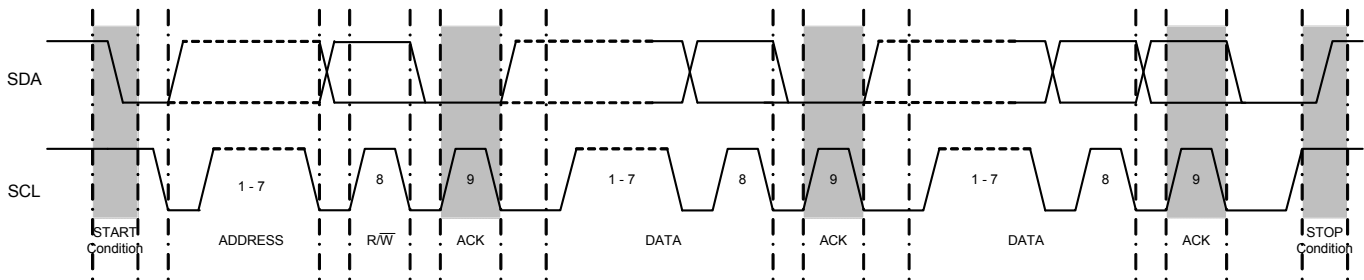 SDA
SCL
1 - 7
8
9
1 - 7
8
9
1 - 7
8
9
START
Condition
ADDRESS
R/W̅
ACK
DATA
ACK
DATA
ACK
STOP
Condition